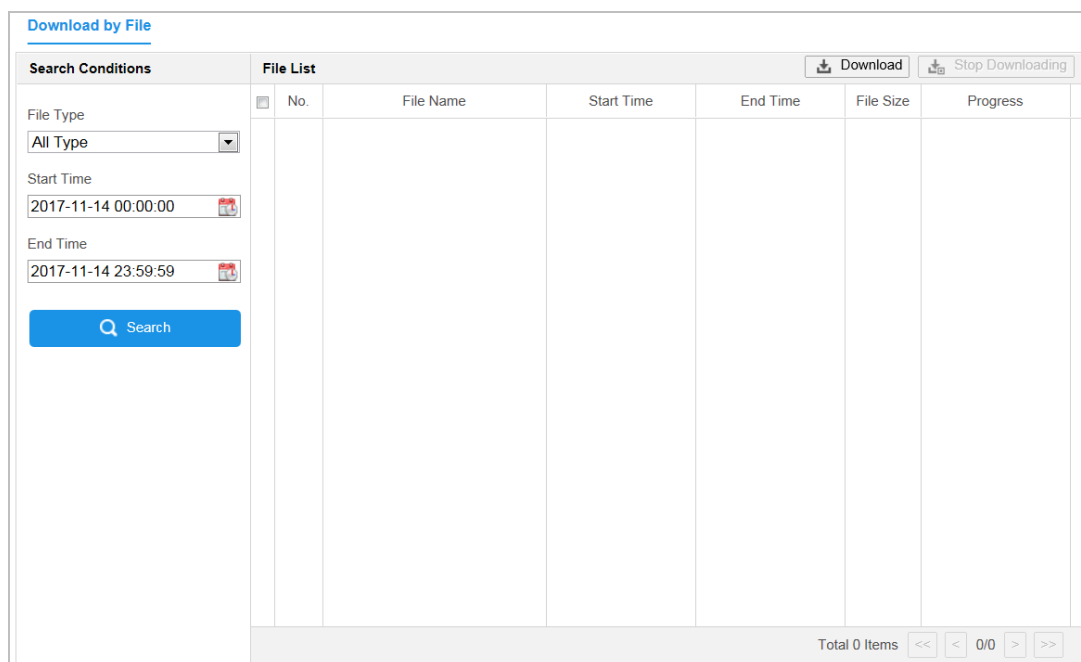 Download by File
Search Conditions
File List
Download
Stop Downloading
No. File Name Start Time End Time File Size Progress
File Type
All Type
Start Time
2017-11-14 00:00:00
End Time
2017-11-14 23:59:59
Search
Total 0 Items << < 0/0 > >>